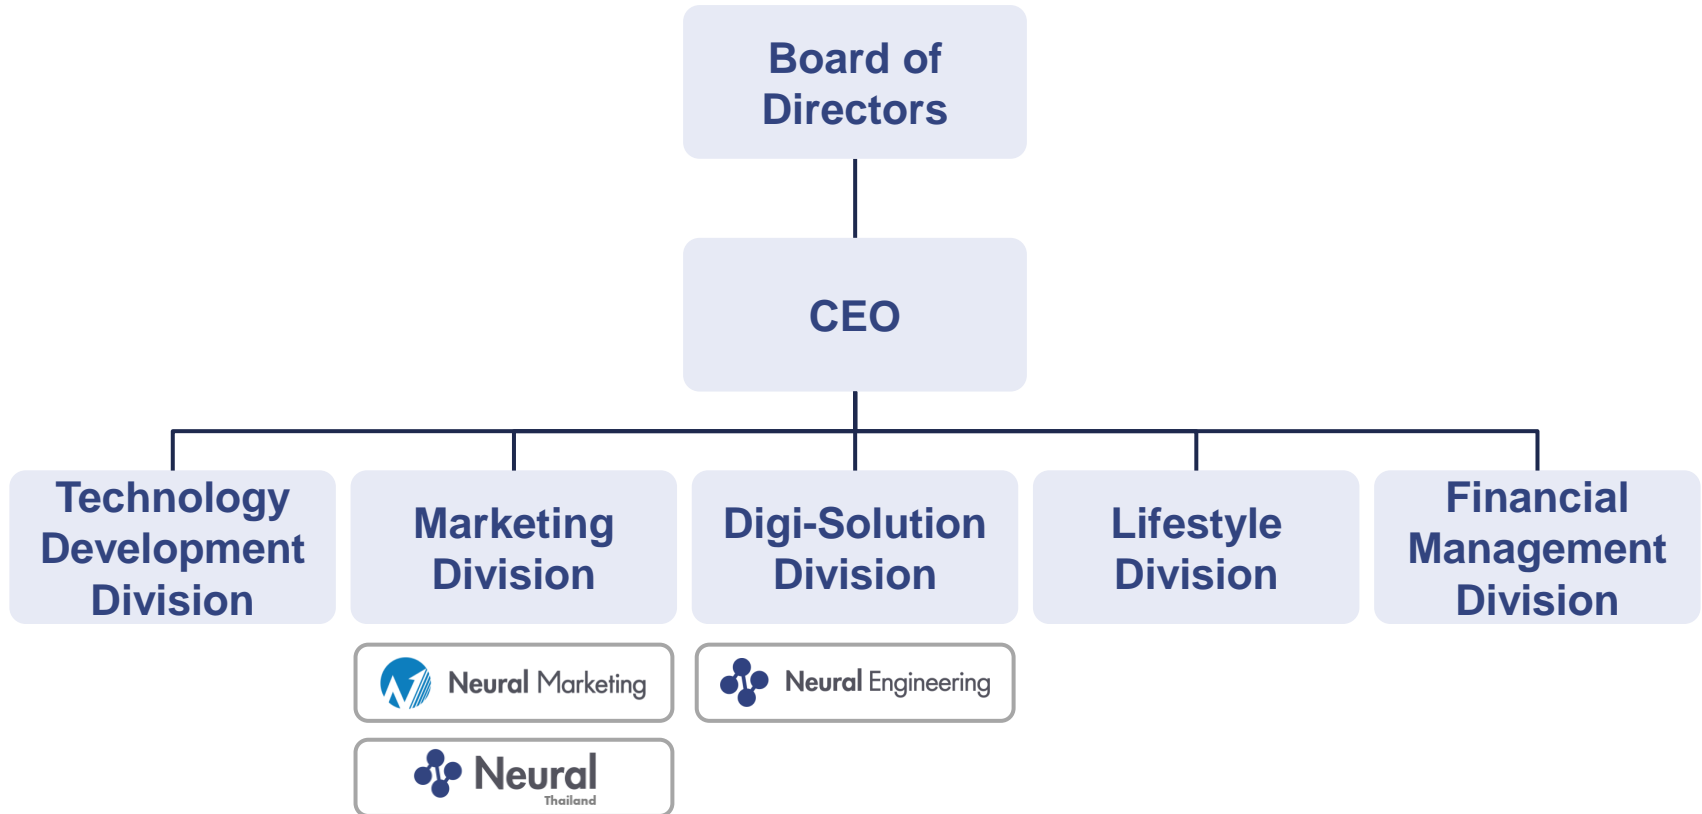 Board of
Directors
CEO
Technology
Development
Division
Marketing
Division
Digi-Solution
Division
Lifestyle
Division
Financial
Management
Division
Neural Marketing
Neural Engineering
Neural
Thailand